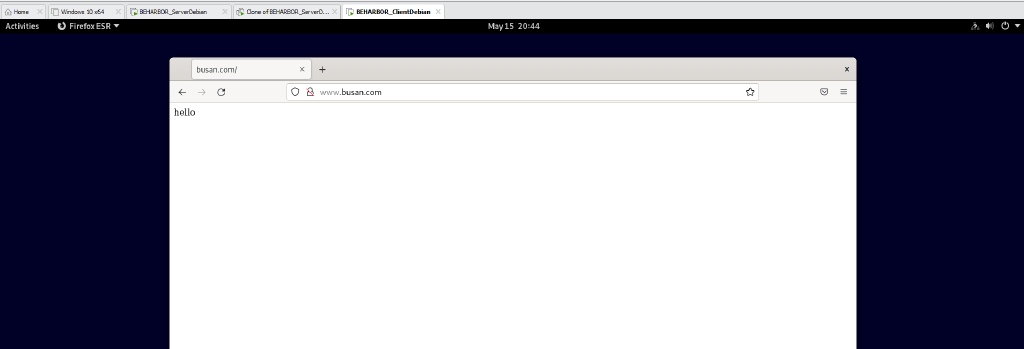 Home
Windows 10 x64
BEHARBOR_ServerDebian
Clone of BEHARBOR_ServerD...
BEHARBOR_ClientDebian
Activities
Firefox ESR
May 15 20:44
busan.com/
www.busan.com
hello